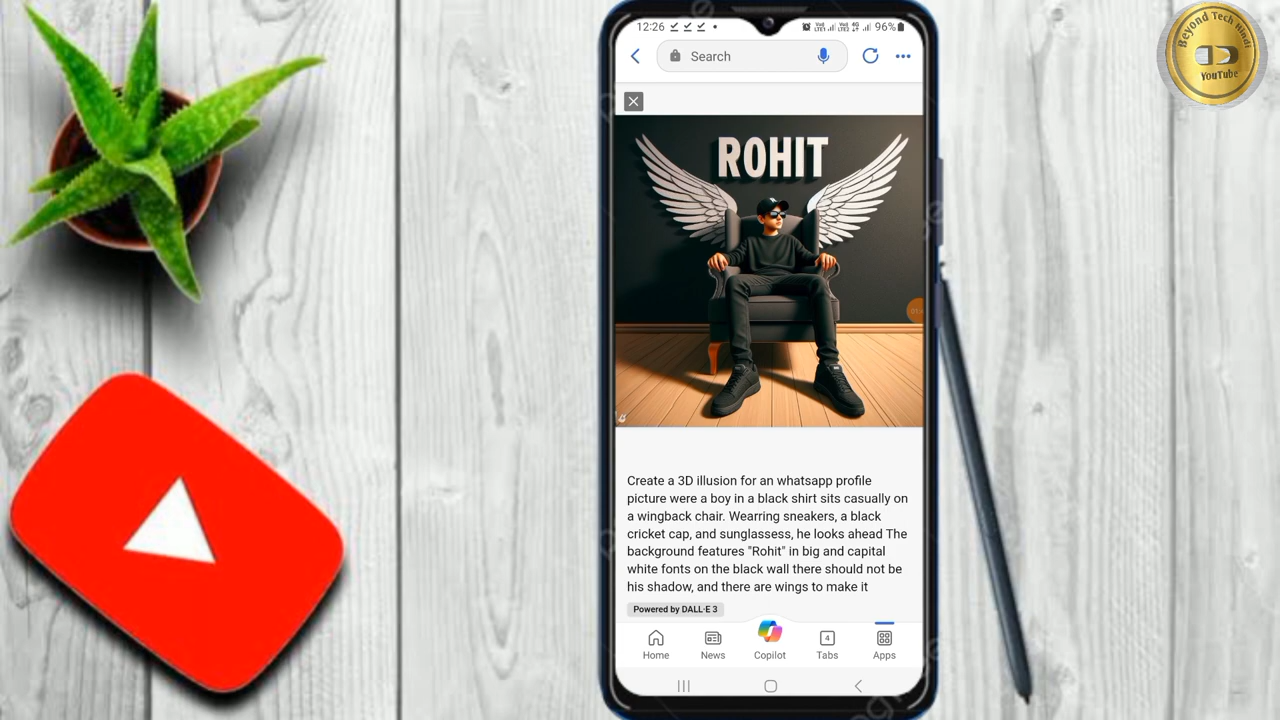 Beyond Tech Hindi
YouTube
12:26
96%
Search
ROHIT
Create a 3D illusion for an whatsapp profile
picture were a boy in a black shirt sits casually on
a wingback chair. Wearring sneakers, a black
cricket cap, and sunglassess, he looks ahead The
background features "Rohit" in big and capital
white fonts on the black wall there should not be
his shadow, and there are wings to make it
Powered by DALL·E 3
4
Home News Copilot Tabs Apps